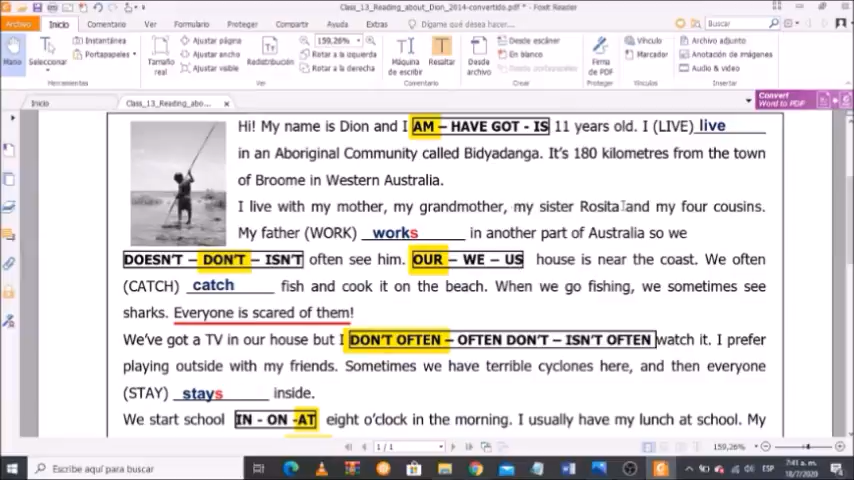 Class_13_Reading_about_Dion_2014-convertido.pdf * - Foxit Reader
Archivo Inicio Comentario Ver Formulario Proteger Compartir Ayuda Extras Dígame qué desea hacer... Buscar
Mano Seleccionar Instantánea Portapapeles Tamaño real Ajustar página Ajustar ancho Ajustar visible Redistribución 159,26% Rotar a la izquierda Rotar a la derecha Máquina de escribir Resaltar Desde archivo Desde escáner En blanco Desde portapapeles Firma de PDF Vínculo Marcador Archivo adjunto Anotación de imágenes Audio & vídeo
Herramientas Ver Comentario Crear Proteger Vínculos Insertar
Inicio Class_13_Reading_abo... Convert Word to PDF
Hi! My name is Dion and I AM – HAVE GOT - IS 11 years old. I (LIVE) live
in an Aboriginal Community called Bidyadanga. It's 180 kilometres from the town
of Broome in Western Australia.
I live with my mother, my grandmother, my sister Rosita and my four cousins.
My father (WORK) works in another part of Australia so we
DOESN'T – DON'T – ISN'T often see him. OUR – WE – US house is near the coast. We often
(CATCH) catch fish and cook it on the beach. When we go fishing, we sometimes see
sharks. Everyone is scared of them!
We've got a TV in our house but I DON'T OFTEN – OFTEN DON'T – ISN'T OFTEN watch it. I prefer
playing outside with my friends. Sometimes we have terrible cyclones here, and then everyone
(STAY) stays inside.
We start school IN - ON -AT eight o'clock in the morning. I usually have my lunch at school. My
1 / 1 159,26%
Escribe aquí para buscar ESP 7:41 a. m. 18/7/2020